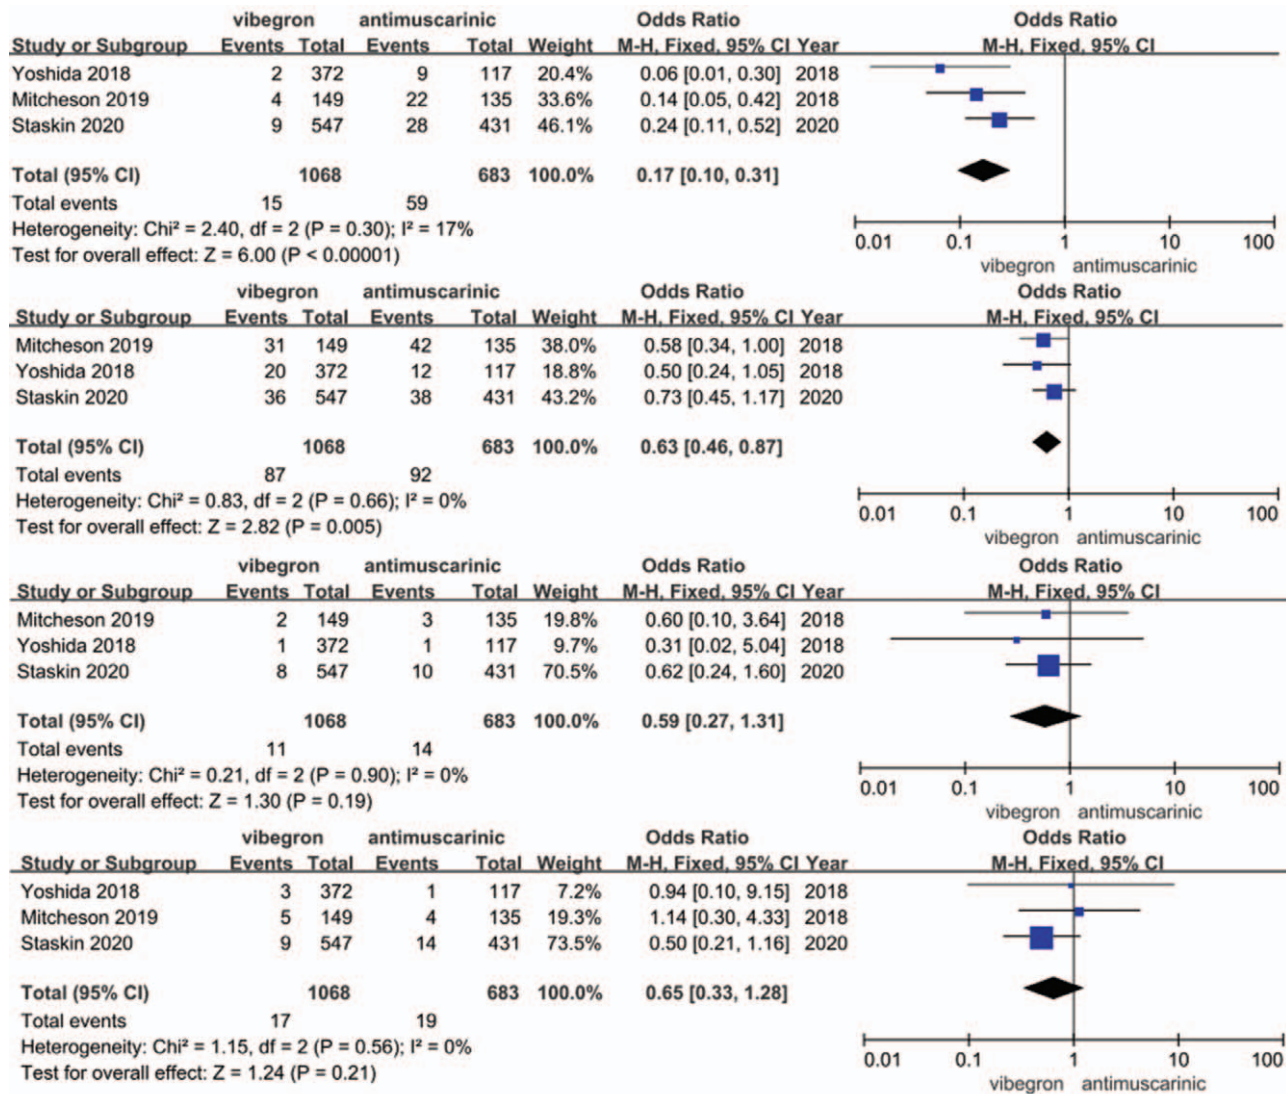 vibegron antimuscarinic Odds Ratio Odds Ratio
Study or Subgroup Events Total Events Total Weight M-H, Fixed, 95% CI Year M-H, Fixed, 95% CI
Yoshida 2018 2 372 9 117 20.4% 0.06 [0.01, 0.30] 2018
Mitcheson 2019 4 149 22 135 33.6% 0.14 [0.05, 0.42] 2018
Staskin 2020 9 547 28 431 46.1% 0.24 [0.11, 0.52] 2020
Total (95% CI) 1068 683 100.0% 0.17 [0.10, 0.31]
Total events 15 59
Heterogeneity: Chi² = 2.40, df = 2 (P = 0.30); I² = 17%
Test for overall effect: Z = 6.00 (P < 0.00001)
0.01 0.1 1 10 100
vibegron antimuscarinic
vibegron antimuscarinic Odds Ratio Odds Ratio
Study or Subgroup Events Total Events Total Weight M-H, Fixed, 95% CI Year M-H, Fixed, 95% CI
Mitcheson 2019 31 149 42 135 38.0% 0.58 [0.34, 1.00] 2018
Yoshida 2018 20 372 12 117 18.8% 0.50 [0.24, 1.05] 2018
Staskin 2020 36 547 38 431 43.2% 0.73 [0.45, 1.17] 2020
Total (95% CI) 1068 683 100.0% 0.63 [0.46, 0.87]
Total events 87 92
Heterogeneity: Chi² = 0.83, df = 2 (P = 0.66); I² = 0%
Test for overall effect: Z = 2.82 (P = 0.005)
0.01 0.1 1 10 100
vibegron antimuscarinic
vibegron antimuscarinic Odds Ratio Odds Ratio
Study or Subgroup Events Total Events Total Weight M-H, Fixed, 95% CI Year M-H, Fixed, 95% CI
Mitcheson 2019 2 149 3 135 19.8% 0.60 [0.10, 3.64] 2018
Yoshida 2018 1 372 1 117 9.7% 0.31 [0.02, 5.04] 2018
Staskin 2020 8 547 10 431 70.5% 0.62 [0.24, 1.60] 2020
Total (95% CI) 1068 683 100.0% 0.59 [0.27, 1.31]
Total events 11 14
Heterogeneity: Chi² = 0.21, df = 2 (P = 0.90); I² = 0%
Test for overall effect: Z = 1.30 (P = 0.19)
0.01 0.1 1 10 100
vibegron antimuscarinic
vibegron antimuscarinic Odds Ratio Odds Ratio
Study or Subgroup Events Total Events Total Weight M-H, Fixed, 95% CI Year M-H, Fixed, 95% CI
Yoshida 2018 3 372 1 117 7.2% 0.94 [0.10, 9.15] 2018
Mitcheson 2019 5 149 4 135 19.3% 1.14 [0.30, 4.33] 2018
Staskin 2020 9 547 14 431 73.5% 0.50 [0.21, 1.16] 2020
Total (95% CI) 1068 683 100.0% 0.65 [0.33, 1.28]
Total events 17 19
Heterogeneity: Chi² = 1.15, df = 2 (P = 0.56); I² = 0%
Test for overall effect: Z = 1.24 (P = 0.21)
0.01 0.1 1 10 100
vibegron antimuscarinic